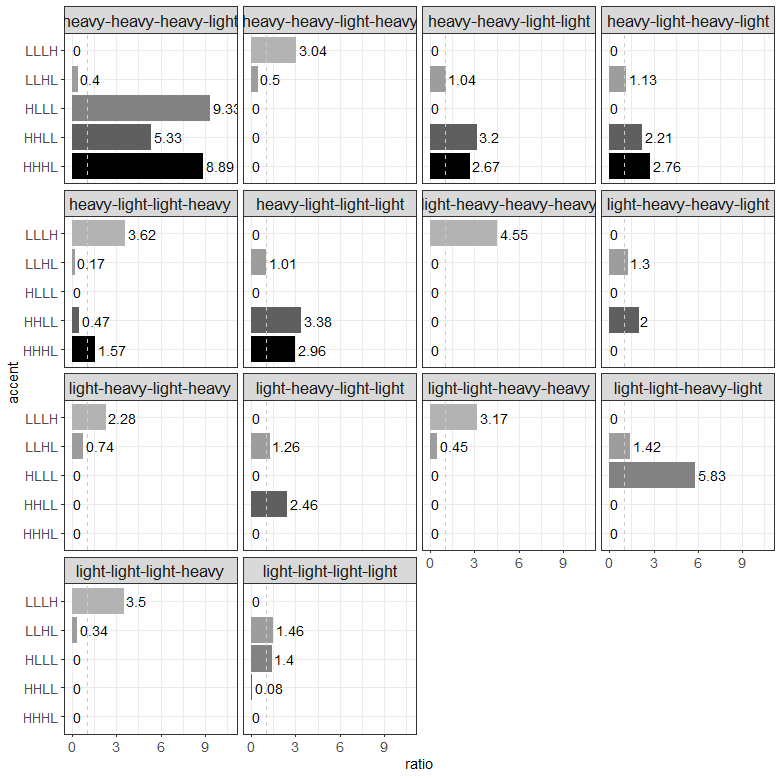 heavy-heavy-heavy-light heavy-heavy-light-heavy heavy-heavy-light-light heavy-light-heavy-light
LLLH 0 3.04 0 0
LLHL 0.4 0.5 1.04 1.13
HLLL 9.33 0 0 0
HHLL 5.33 0 3.2 2.21
HHHL 8.89 0 2.67 2.76
heavy-light-light-heavy heavy-light-light-light light-heavy-heavy-heavy light-heavy-heavy-light
LLLH 3.62 0 4.55 0
LLHL 0.17 1.01 0 1.3
HLLL 0 0 0 0
HHLL 0.47 3.38 0 2
HHHL 1.57 2.96 0 0
accent
light-heavy-light-heavy light-heavy-light-light light-light-heavy-heavy light-light-heavy-light
LLLH 2.28 0 3.17 0
LLHL 0.74 1.26 0.45 1.42
HLLL 0 0 0 5.83
HHLL 0 2.46 0 0
HHHL 0 0 0 0
0 3 6 9 0 3 6 9
light-light-light-heavy light-light-light-light
LLLH 3.5 0
LLHL 0.34 1.46
HLLL 0 1.4
HHLL 0 0.08
HHHL 0 0
0 3 6 9 0 3 6 9
ratio